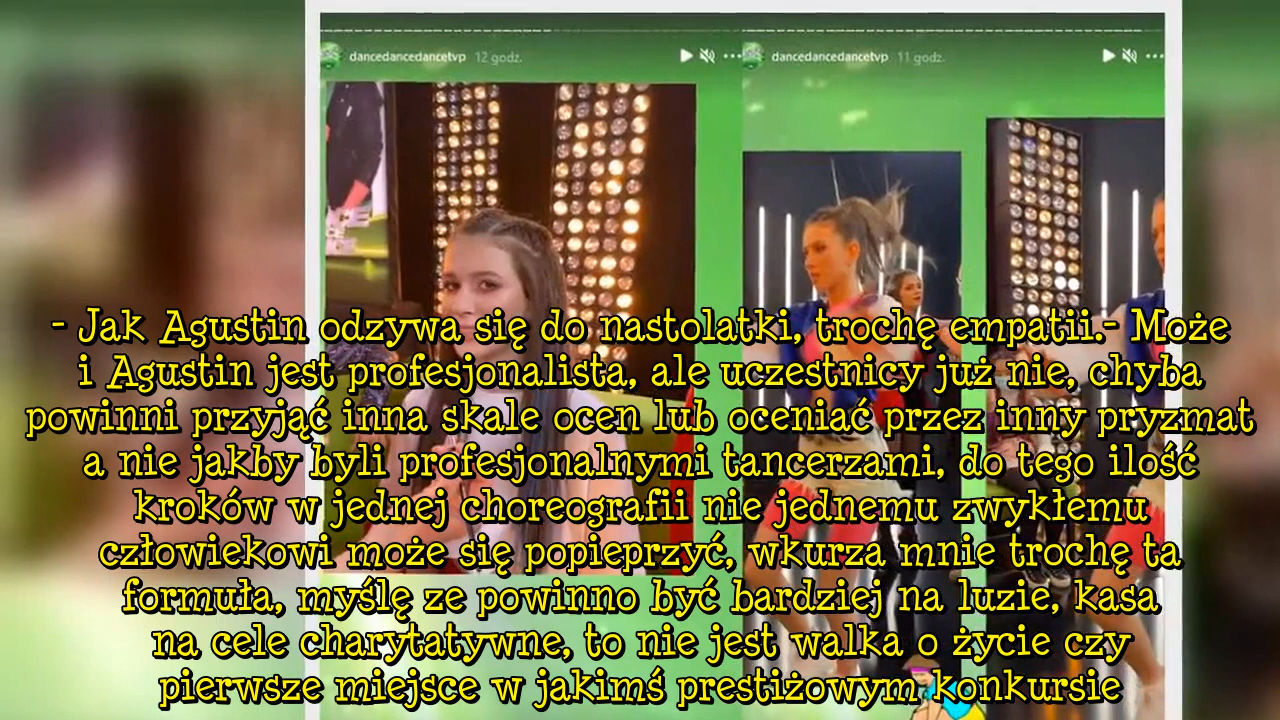 dancedancedancetvp 12 godz.
dancedancedancetvp 11 godz.
- Jak Agustin odzywa się do nastolatki, trochę empatii.- Może
i Agustin jest profesjonalista, ale uczestnicy już nie, chyba
powinni przyjąć inna skale ocen lub oceniać przez inny pryzmat
a nie jakby byli profesjonalnymi tancerzami, do tego ilość
kroków w jednej choreografii nie jednemu zwykłemu
człowiekowi może się popieprzyć, wkurza mnie trochę ta
formuła, myślę ze powinno być bardziej na luzie, kasa
na cele charytatywne, to nie jest walka o życie czy
pierwsze miejsce w jakimś prestiżowym konkursie